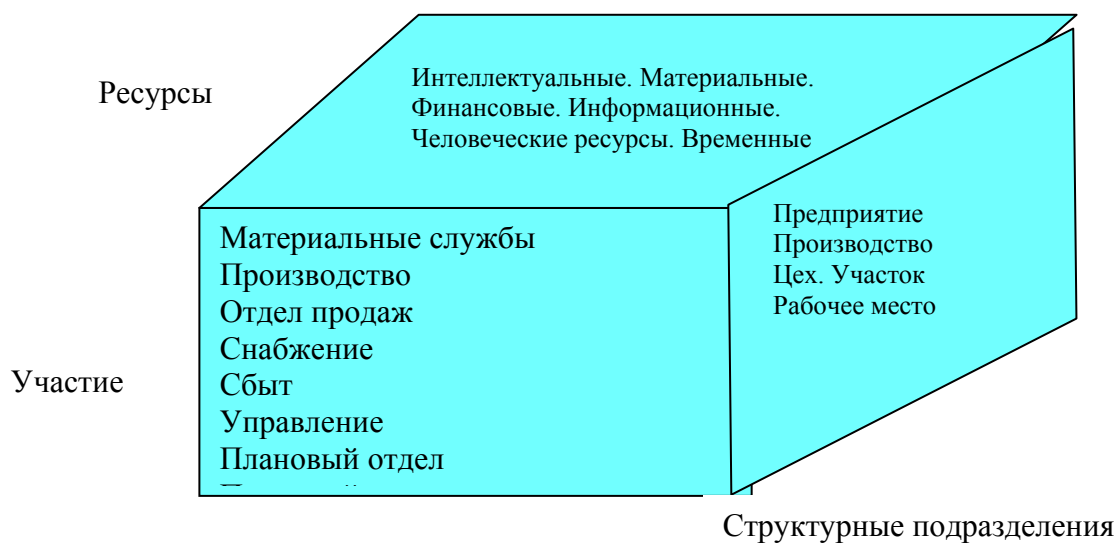 Ресурсы
Интеллектуальные. Материальные.
Финансовые. Информационные.
Человеческие ресурсы. Временные
Материальные службы
Производство
Отдел продаж
Снабжение
Сбыт
Управление
Плановый отдел
Предприятие
Производство
Цех. Участок
Рабочее место
Участие
Структурные подразделения